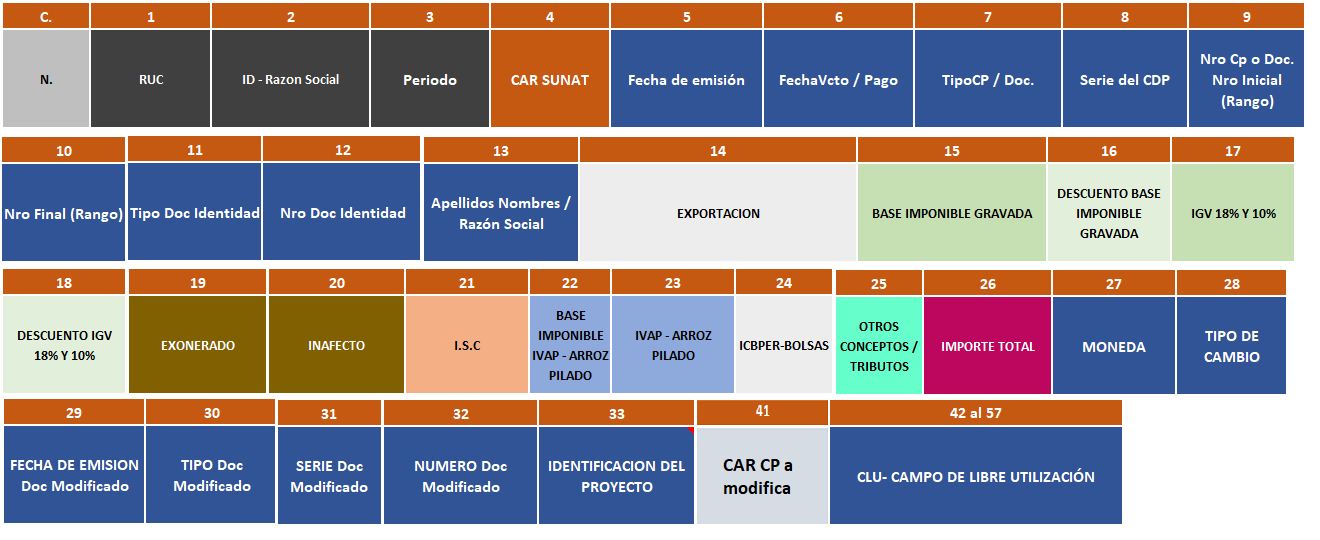 C. 1 2 3 4 5 6 7 8 9
N.
RUC
ID - Razon Social
Periodo
CAR SUNAT
Fecha de emisión
FechaVcto / Pago
TipoCP / Doc.
Serie del CDP
Nro Cp o Doc.
Nro Inicial
(Rango)
10 11 12 13 14 15 16 17
Nro Final (Rango)
Tipo Doc Identidad
Nro Doc Identidad
Apellidos Nombres /
Razón Social
EXPORTACION
BASE IMPONIBLE GRAVADA
DESCUENTO BASE
IMPONIBLE
GRAVADA
IGV 18% Y 10%
18 19 20 21 22 23 24 25 26 27 28
DESCUENTO IGV
18% Y 10%
EXONERADO
INAFECTO
I.S.C
BASE
IMPONIBLE
IVAP - ARROZ
PILADO
IVAP - ARROZ
PILADO
ICBPER-BOLSAS
OTROS
CONCEPTOS /
TRIBUTOS
IMPORTE TOTAL
MONEDA
TIPO DE
CAMBIO
29 30 31 32 33 41 42 al 57
FECHA DE EMISION
Doc Modificado
TIPO Doc
Modificado
SERIE Doc
Modificado
NUMERO Doc
Modificado
IDENTIFICACION DEL
PROYECTO
CAR CP a
modifica
CLU- CAMPO DE LIBRE UTILIZACIÓN